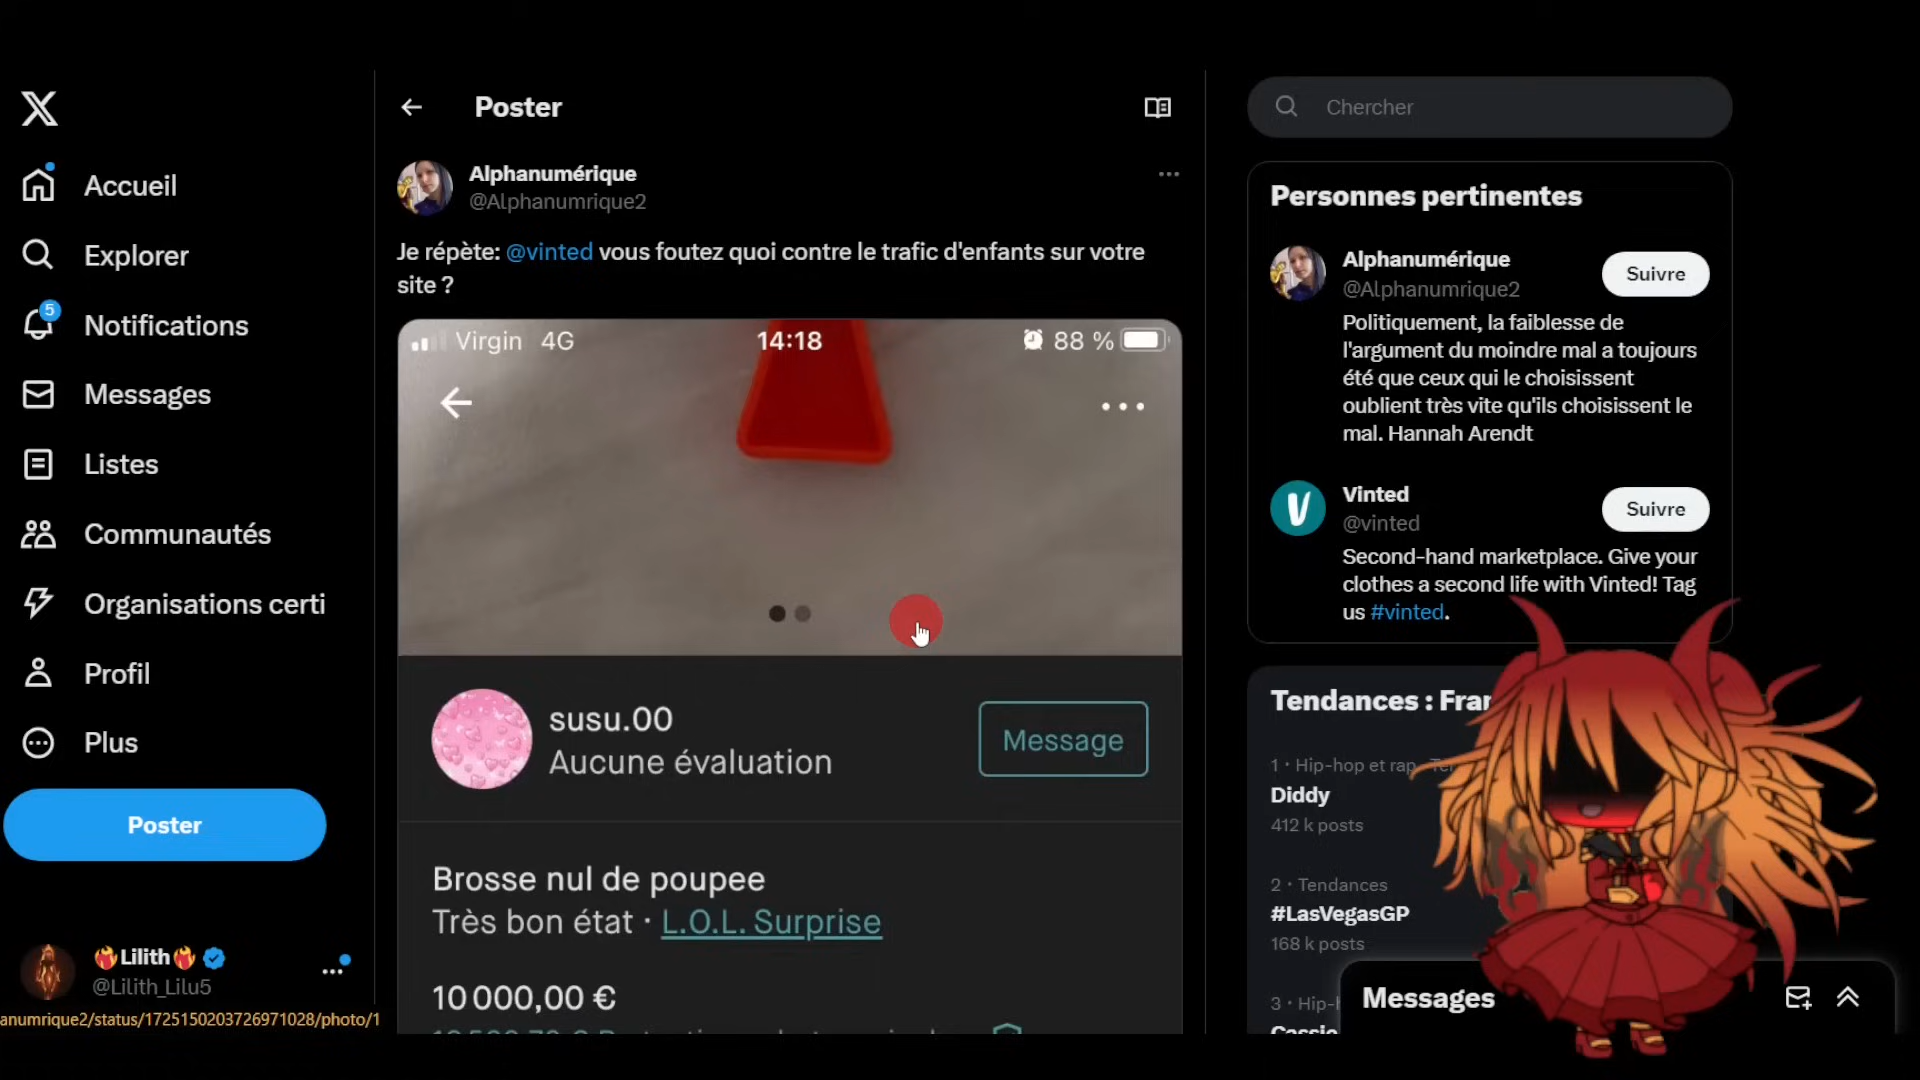 Accueil
Explorer
5
Notifications
Messages
Listes
Communautés
Organisations certi
Profil
Plus
Poster
Lilith
@Lilith_Lilu5
anumrique2/status/1725150203726971028/photo/1
Poster
Alphanumérique
@Alphanumrique2
Je répète: @vinted vous foutez quoi contre le trafic d'enfants sur votre
site ?
Virgin 4G 14:18 88 %
susu.00
Aucune évaluation
Message
Brosse nul de poupee
Très bon état · L.O.L. Surprise
10 000,00 €
Chercher
Personnes pertinentes
Alphanumérique
@Alphanumrique2
Suivre
Politiquement, la faiblesse de
l'argument du moindre mal a toujours
été que ceux qui le choisissent
oublient très vite qu'ils choisissent le
mal. Hannah Arendt
Vinted
@vinted
Suivre
Second-hand marketplace. Give your
clothes a second life with Vinted! Tag
us #vinted.
Tendances : Fran
1 · Hip-hop et rap · Ten
Diddy
412 k posts
2 · Tendances
#LasVegasGP
168 k posts
3 · Hip-h
Cassie
Messages